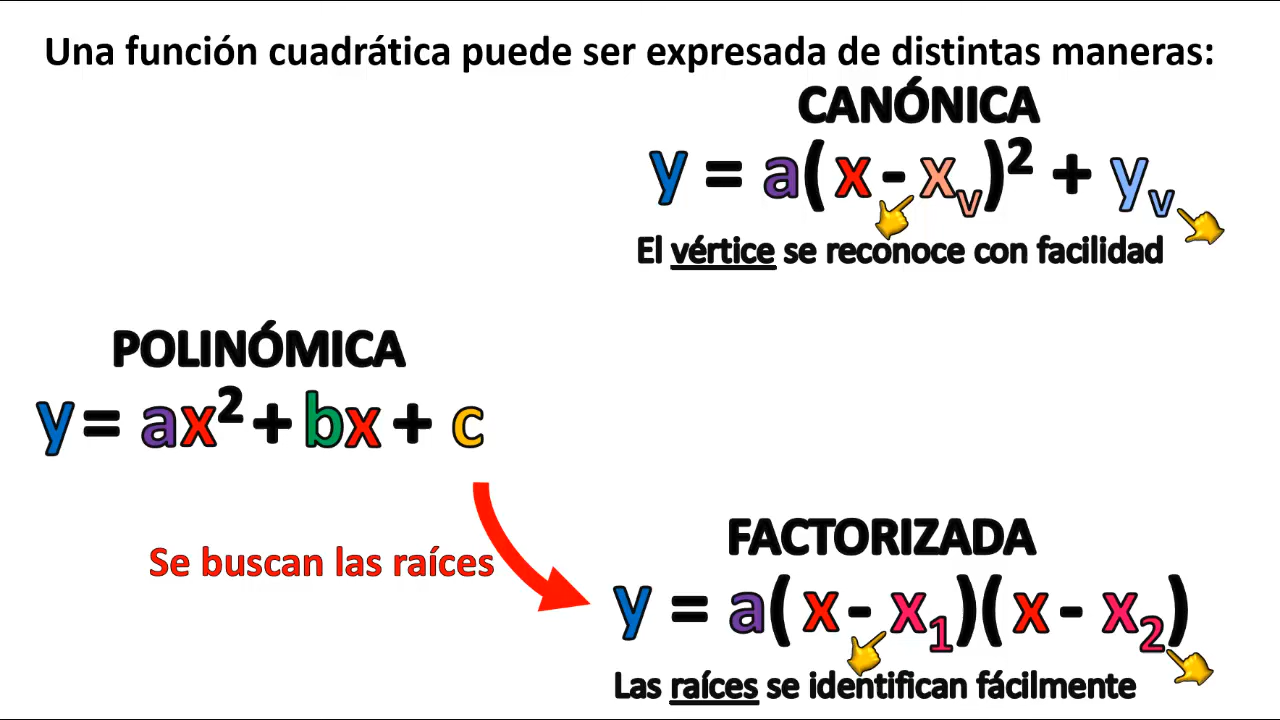 Una función cuadrática puede ser expresada de distintas maneras:
CANÓNICA
y = a(x - xᵥ)² + yᵥ
El vértice se reconoce con facilidad
POLINÓMICA
y = ax² + bx + c
Se buscan las raíces
FACTORIZADA
y = a(x - x₁)(x - x₂)
Las raíces se identifican fácilmente